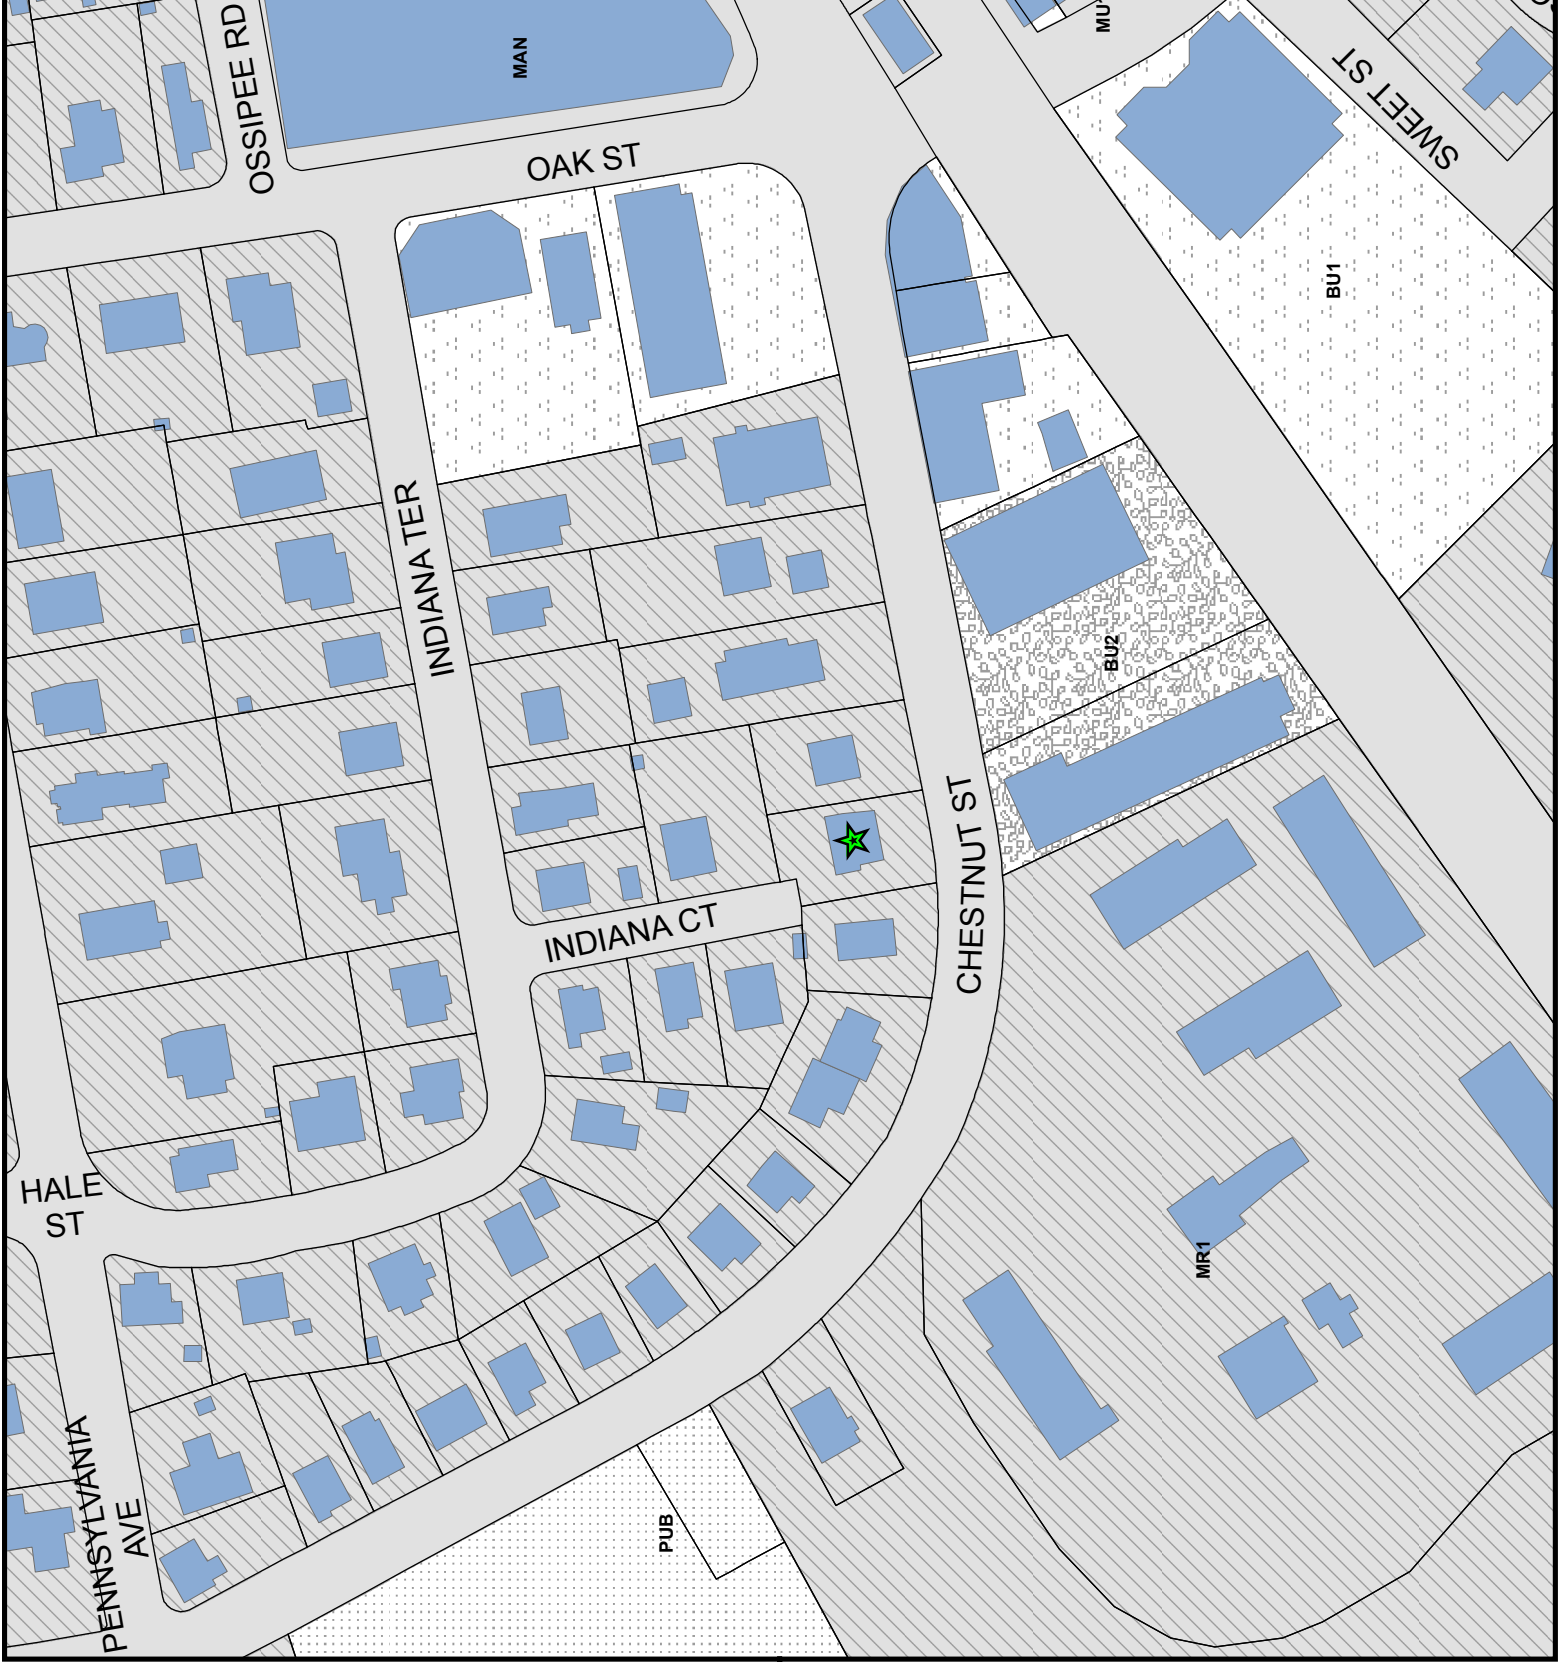 OSSIPEE RD
MAN
SWEET ST
OAK ST
BU1
INDIANA TER
BU2
CHESTNUT ST
INDIANA CT
HALE
ST
MR1
PENNSYLVANIA
AVE
PUB